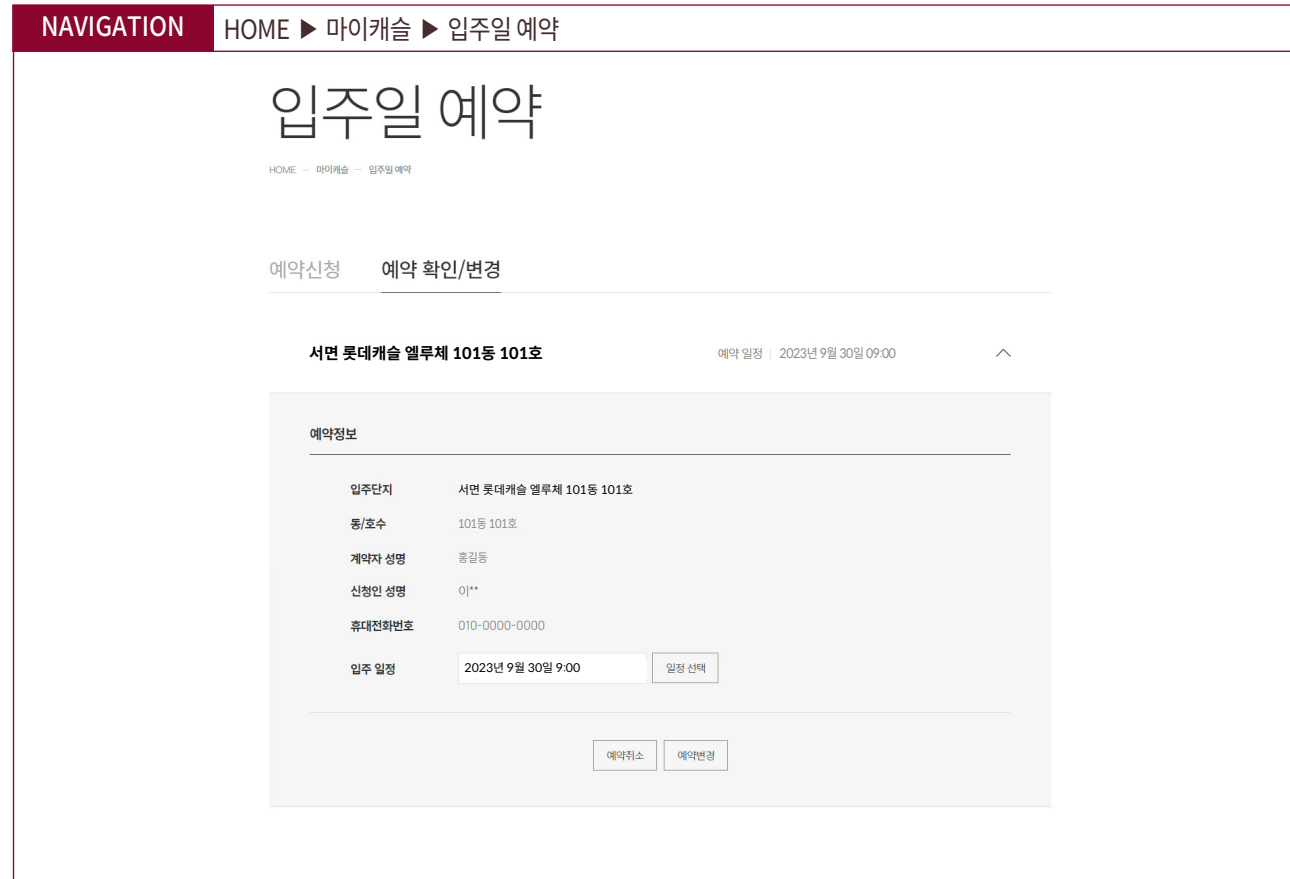 NAVIGATION HOME ▶ 마이캐슬 ▶ 입주일 예약
입주일 예약
HOME — 마이캐슬 — 입주일 예약
예약신청 예약 확인/변경
서면 롯데캐슬 엘루체 101동 101호 예약 일정 | 2023년 9월 30일 09:00
예약정보
입주단지 서면 롯데캐슬 엘루체 101동 101호
동/호수 101동 101호
계약자 성명 홍길동
신청인 성명 이**
휴대전화번호 010-0000-0000
입주 일정 2023년 9월 30일 9:00 일정 선택
예약취소 예약변경